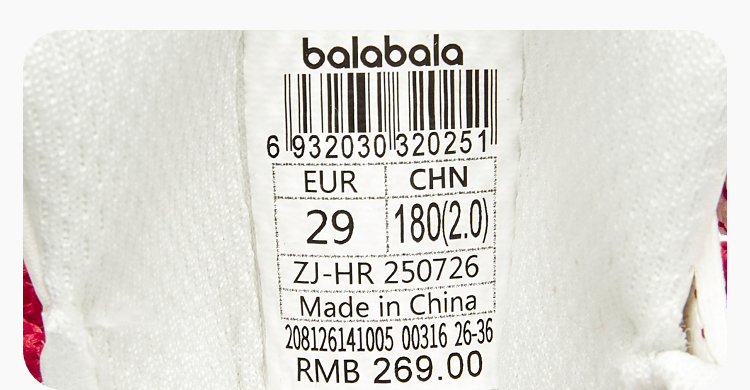 balabala
6 932030 320251
EUR CHN
29 180(2.0)
ZJ-HR 250726
Made in China
208126141005 00316 26-36
RMB 269.00